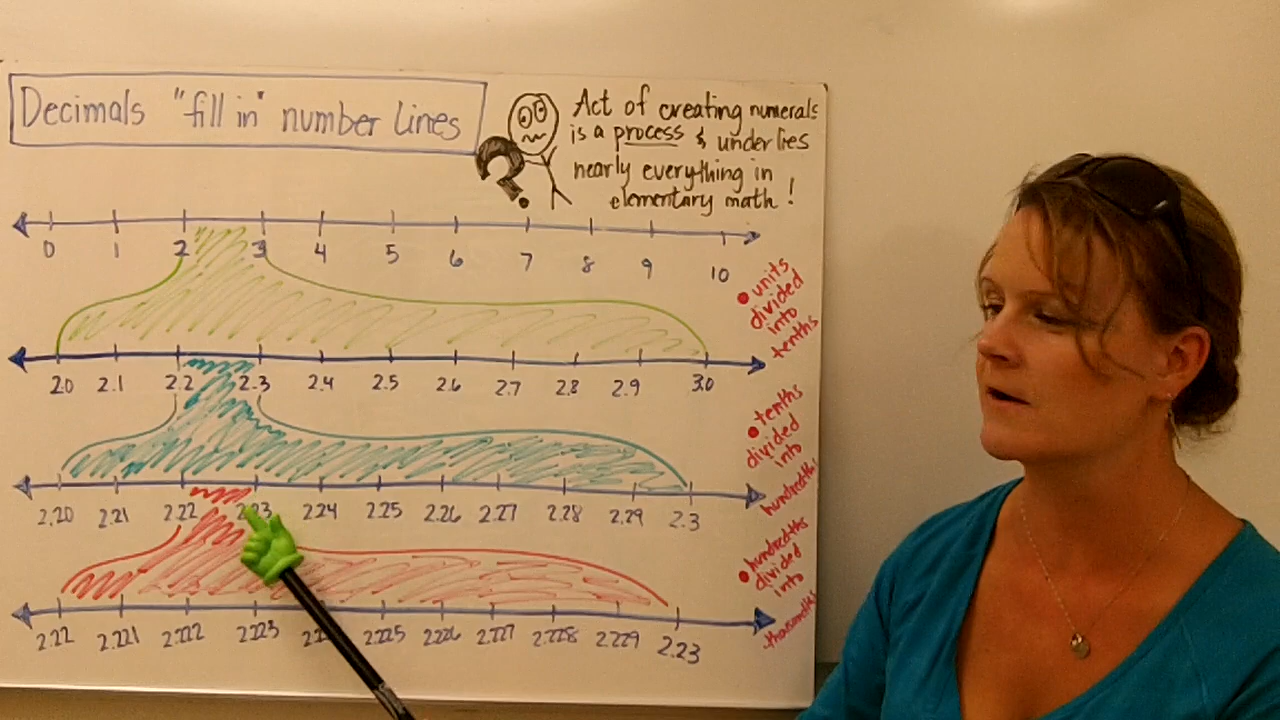 Decimals "fill in" number lines
Act of creating numerals
is a process & underlies
nearly everything in
elementary math!
?
0 1 2 3 4 5 6 7 8 9 10
• units
divided
into
tenths
2.0 2.1 2.2 2.3 2.4 2.5 2.6 2.7 2.8 2.9 3.0
• tenths
divided
into
hundredths
2.20 2.21 2.22 2.23 2.24 2.25 2.26 2.27 2.28 2.29 2.3
• hundredths
divided
into
thousandths
2.22 2.221 2.222 2.223 2.225 2.226 2.227 2.228 2.229 2.23